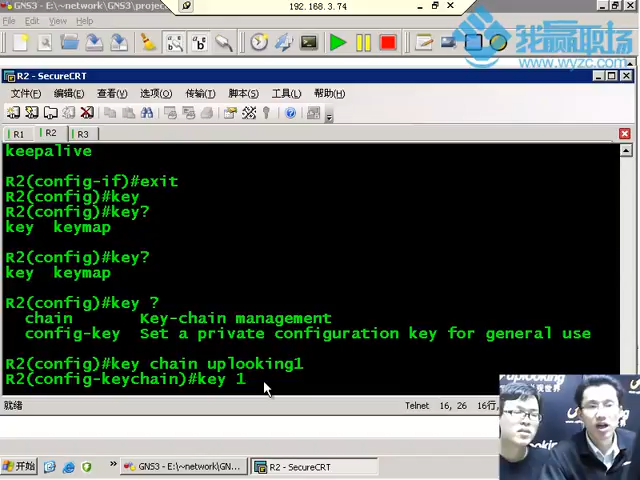 GNS3 - E:\~network\GNS3\project
192.168.3.74
File Edit View
我赢职场
www.wyzc.com
R2 - SecureCRT
文件(F) 编辑(E) 查看(V) 选项(O) 传输(T) 脚本(S) 工具(L) 帮助(H)
R1 R2 R3
keepalive
R2(config-if)#exit
R2(config)#key
R2(config)#key?
key keymap
R2(config)#key?
key keymap
R2(config)#key ?
chain Key-chain management
config-key Set a private configuration key for general use
R2(config)#key chain uplooking1
R2(config-keychain)#key 1
就绪 Telnet 16, 26 16行,
开始 GNS3 - E:\~network\GN... R2 - SecureCRT